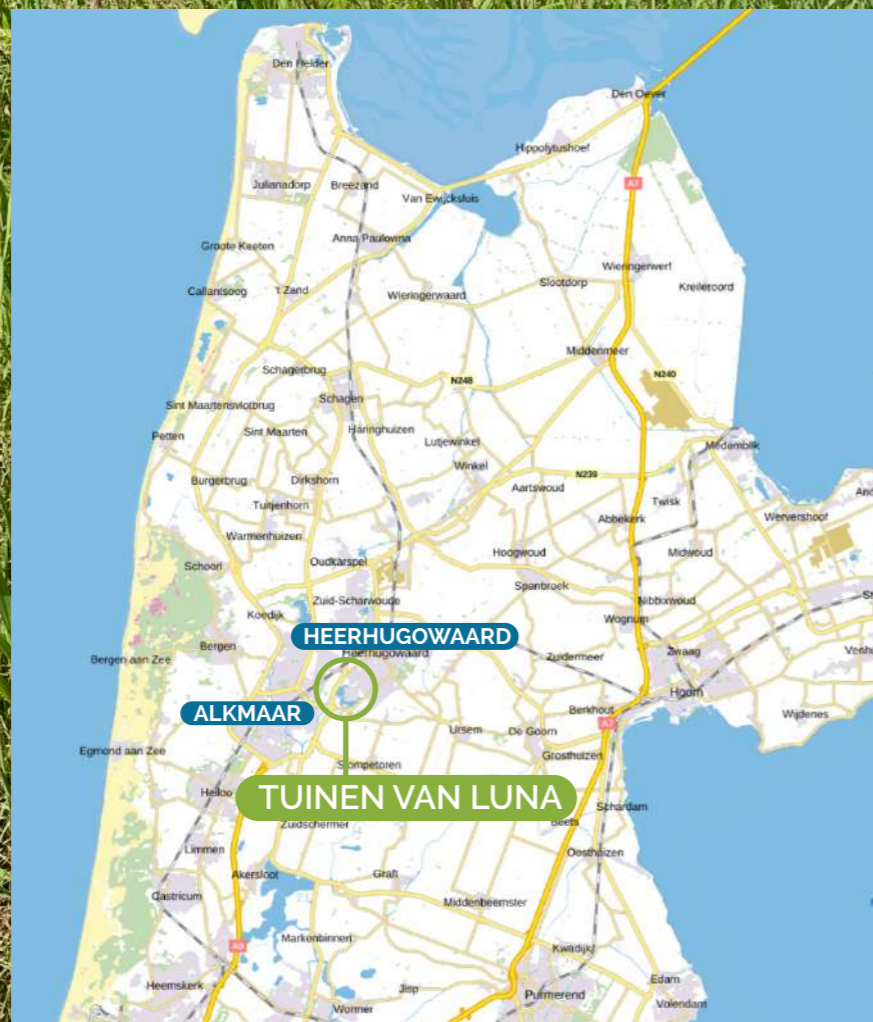 Den Helder
Den Oever
Hippolytushoef
A7
Julianadorp
Breezand
Van Ewijcksluis
Anna Paulowna
Groote Keeten
Wieringerwerf
Callantsoog
't Zand
Wieringerwaard
Slootdorp
Kreileroord
Middenmeer
Schagerbrug
N248
N240
Schagen
Sint Maartensvlotbrug
Petten
Sint Maarten
Haringhuizen
Lutjewinkel
Medemblik
Winkel
Burgerbrug
Dirkshorn
N239
Aartswoud
Tuitjenhorn
Twisk
Abbekerk
Wervershoof
Warmenhuizen
Schoorl
Oudkarspel
Hoogwoud
Midwoud
Spanbroek
Zuid-Scharwoude
Nibbixwoud
Koedijk
Wognum
HEERHUGOWAARD
Heerhugowaard
Bergen
Bergen aan Zee
Zuidermeer
Zwaag
Hoorn
ALKMAAR
Berkhout
Wijdenes
A7
Ursem
De Goorn
Egmond aan Zee
Grosthuizen
Stompetoren
Heiloo
TUINEN VAN LUNA
Schardam
Zuidschermer
Beets
Limmen
Oosthuizen
Akersloot
Graft
Castricum
Middenbeemster
Markenbinnen
A9
Kwadijk
Heemskerk
Jisp
Edam
Purmerend
Volendam
Wormer